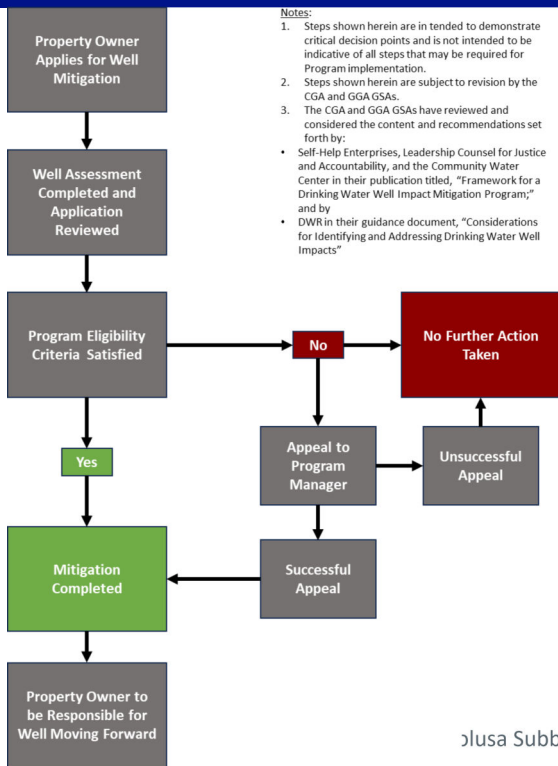 Property Owner
Applies for Well
Mitigation
Notes:
1. Steps shown herein are in tended to demonstrate
critical decision points and is not intended to be
indicative of all steps that may be required for
Program implementation.
2. Steps shown herein are subject to revision by the
CGA and GGA GSAs.
3. The CGA and GGA GSAs have reviewed and
considered the content and recommendations set
forth by:
• Self-Help Enterprises, Leadership Counsel for Justice
and Accountability, and the Community Water
Center in their publication titled, “Framework for a
Drinking Water Well Impact Mitigation Program;”
and by
• DWR in their guidance document, “Considerations
for Identifying and Addressing Drinking Water Well
Impacts”
Well Assessment
Completed and
Application
Reviewed
Program Eligibility
Criteria Satisfied
No
No Further Action
Taken
Yes
Appeal to
Program
Manager
Unsuccessful
Appeal
Mitigation
Completed
Successful
Appeal
Property Owner to
be Responsible for
Well Moving Forward
olusa Subb